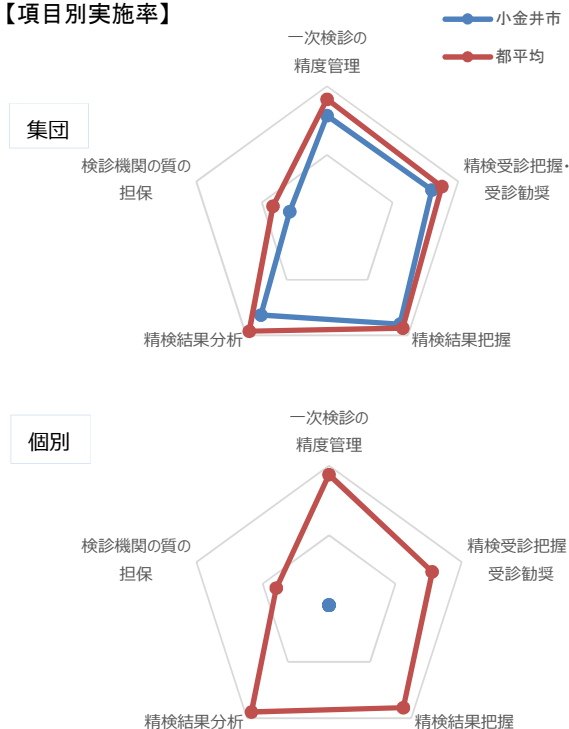 【項目別実施率】
小金井市
都平均
集団
一次検診の
精度管理
精検受診把握・
受診勧奨
精検結果把握
精検結果分析
検診機関の質の
担保
個別
一次検診の
精度管理
精検受診把握
受診勧奨
精検結果把握
精検結果分析
検診機関の質の
担保